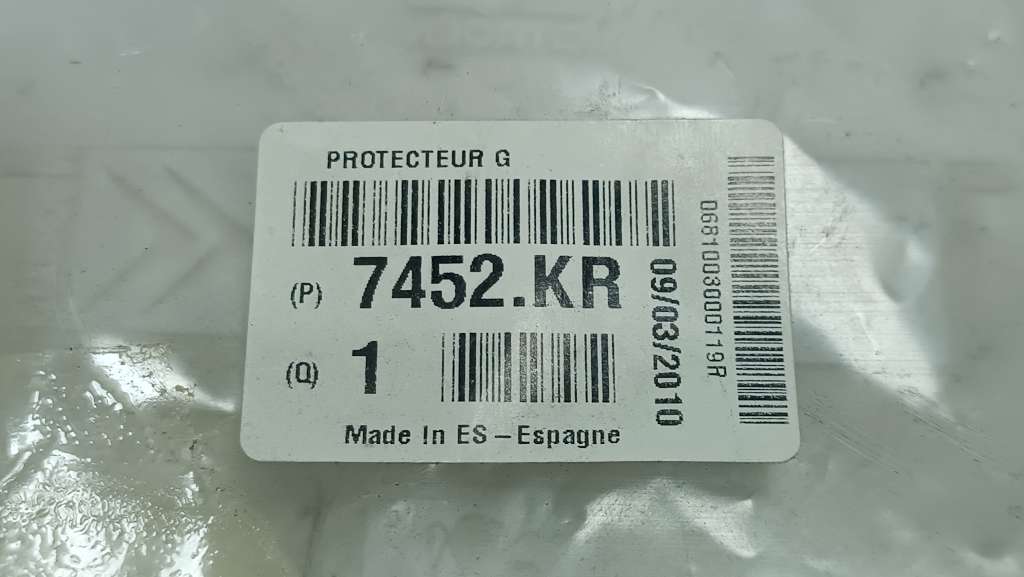 PROTECTEUR G
(P) 7452.KR
(Q) 1
Made In ES – Espagne
09/03/2010
0681003000119R